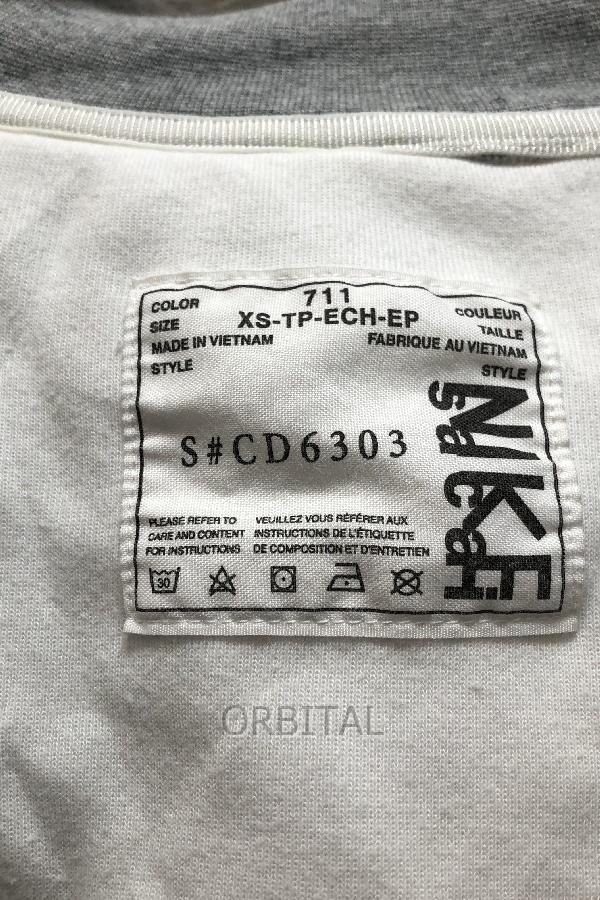 COLOR 711 COULEUR
SIZE XS-TP-ECH-EP TAILLE
MADE IN VIETNAM FABRIQUE AU VIETNAM
STYLE STYLE
S#CD6303
NIKE
sacai
PLEASE REFER TO VEUILLEZ VOUS RÉFÉRER AUX
CARE AND CONTENT INSTRUCTIONS DE L'ÉTIQUETTE
FOR INSTRUCTIONS DE COMPOSITION ET D'ENTRETIEN
30
ORBITAL